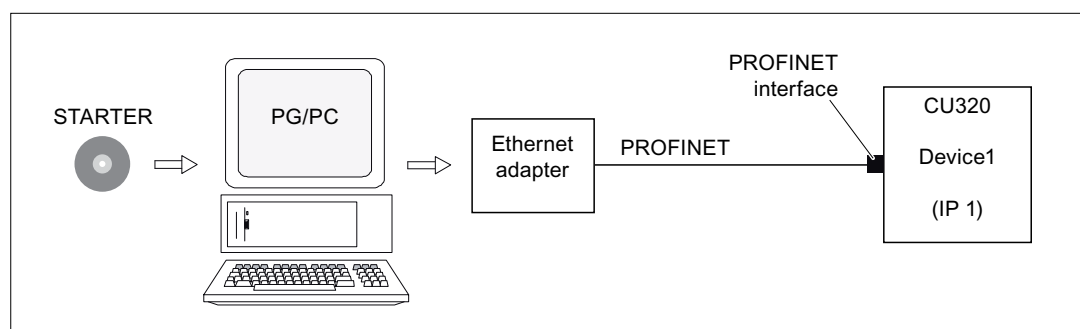 STARTER
PG/PC
Ethernet
adapter
PROFINET
PROFINET
interface
CU320
Device1
(IP 1)